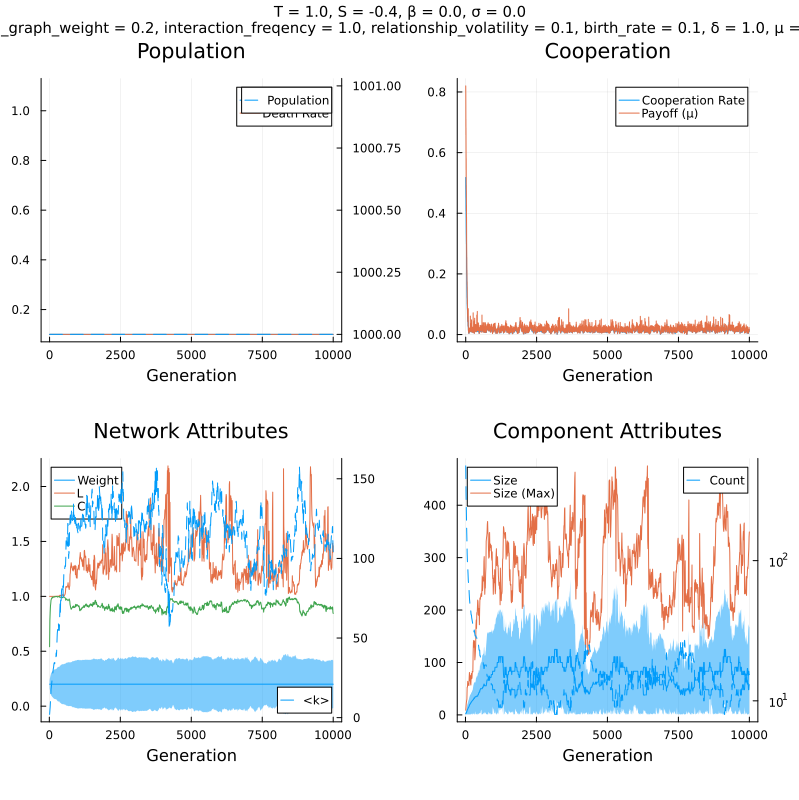 T = 1.0, S = -0.4, β = 0.0, σ = 0.0
_graph_weight = 0.2, interaction_freqency = 1.0, relationship_volatility = 0.1, birth_rate = 0.1, δ = 1.0, μ =
Population
Cooperation
Population
Death Rate
Cooperation Rate
Payoff (μ)
1.0
0.8
0.6
0.4
0.2
1001.00
1000.75
1000.50
1000.25
1000.00
0.8
0.6
0.4
0.2
0.0
0 2500 5000 7500 10000
0 2500 5000 7500 10000
Generation
Generation
Network Attributes
Component Attributes
Weight
L
C
<k>
Size
Size (Max)
Count
2.0
1.5
1.0
0.5
0.0
150
100
50
0
400
300
200
100
0
10²
10¹
0 2500 5000 7500 10000
0 2500 5000 7500 10000
Generation
Generation